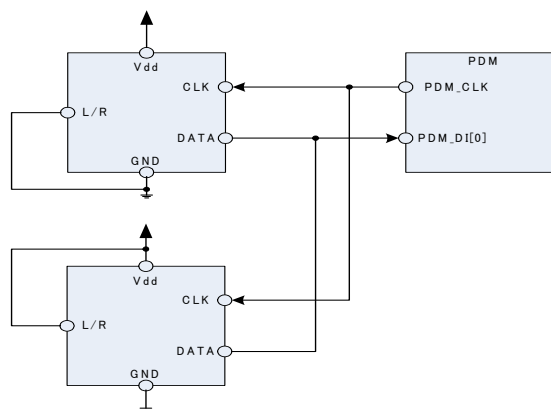 Vdd
CLK
L/R
DATA
GND
PDM
PDM_CLK
PDM_DI[0]
Vdd
CLK
L/R
DATA
GND